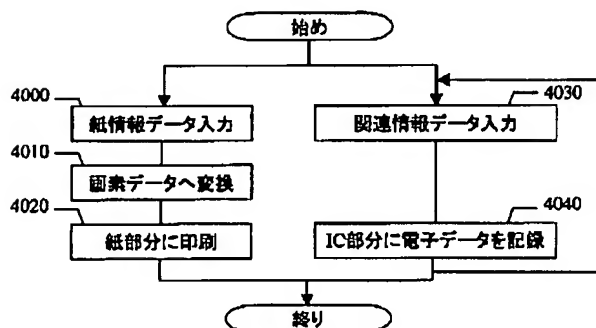 始め
4000
紙情報データ入力
4010
画素データへ変換
4020
紙部分に印刷
4030
関連情報データ入力
4040
IC部分に電子データを記録
終り